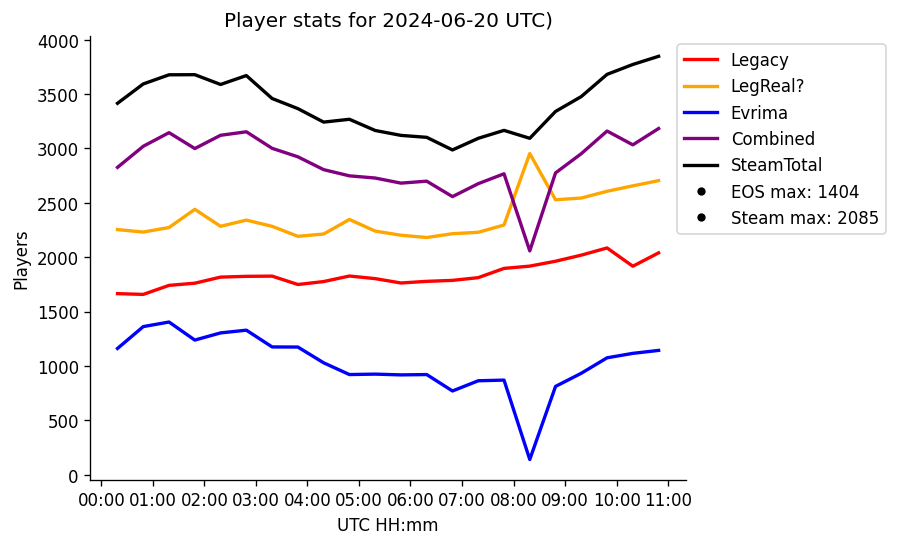 Player stats for 2024-06-20 UTC)
4000
3500
3000
2500
2000
1500
1000
500
0
Players
00:00 01:00 02:00 03:00 04:00 05:00 06:00 07:00 08:00 09:00 10:00 11:00
UTC HH:mm
Legacy
LegReal?
Evrima
Combined
SteamTotal
EOS max: 1404
Steam max: 2085